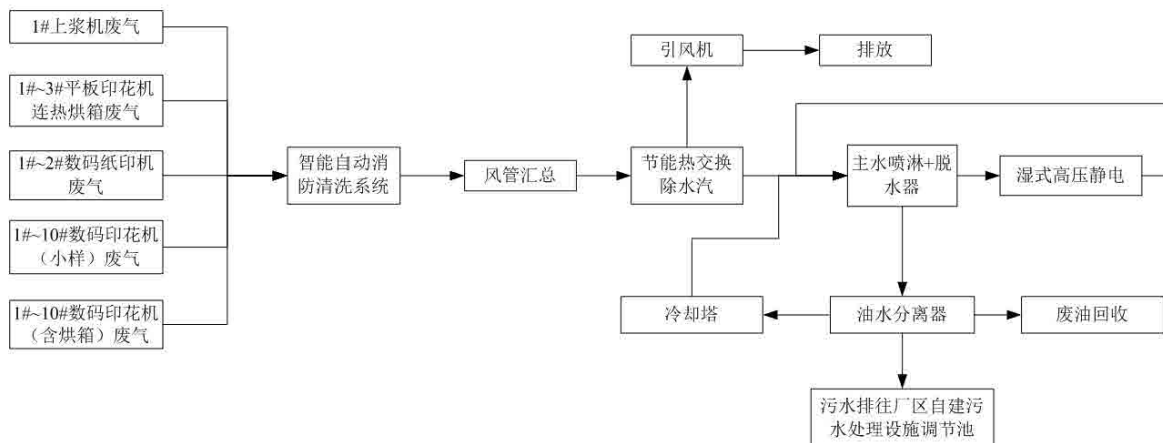 1#上浆机废气
1#~3#平板印花机
连热烘箱废气
1#~2#数码纸印机
废气
1#~10#数码印花机
（小样）废气
1#~10#数码印花机
（含烘箱）废气
智能自动消
防清洗系统
风管汇总
引风机
排放
节能热交换
除水汽
主水喷淋+脱
水器
湿式高压静电
冷却塔
油水分离器
废油回收
污水排往厂区自建污
水处理设施调节池